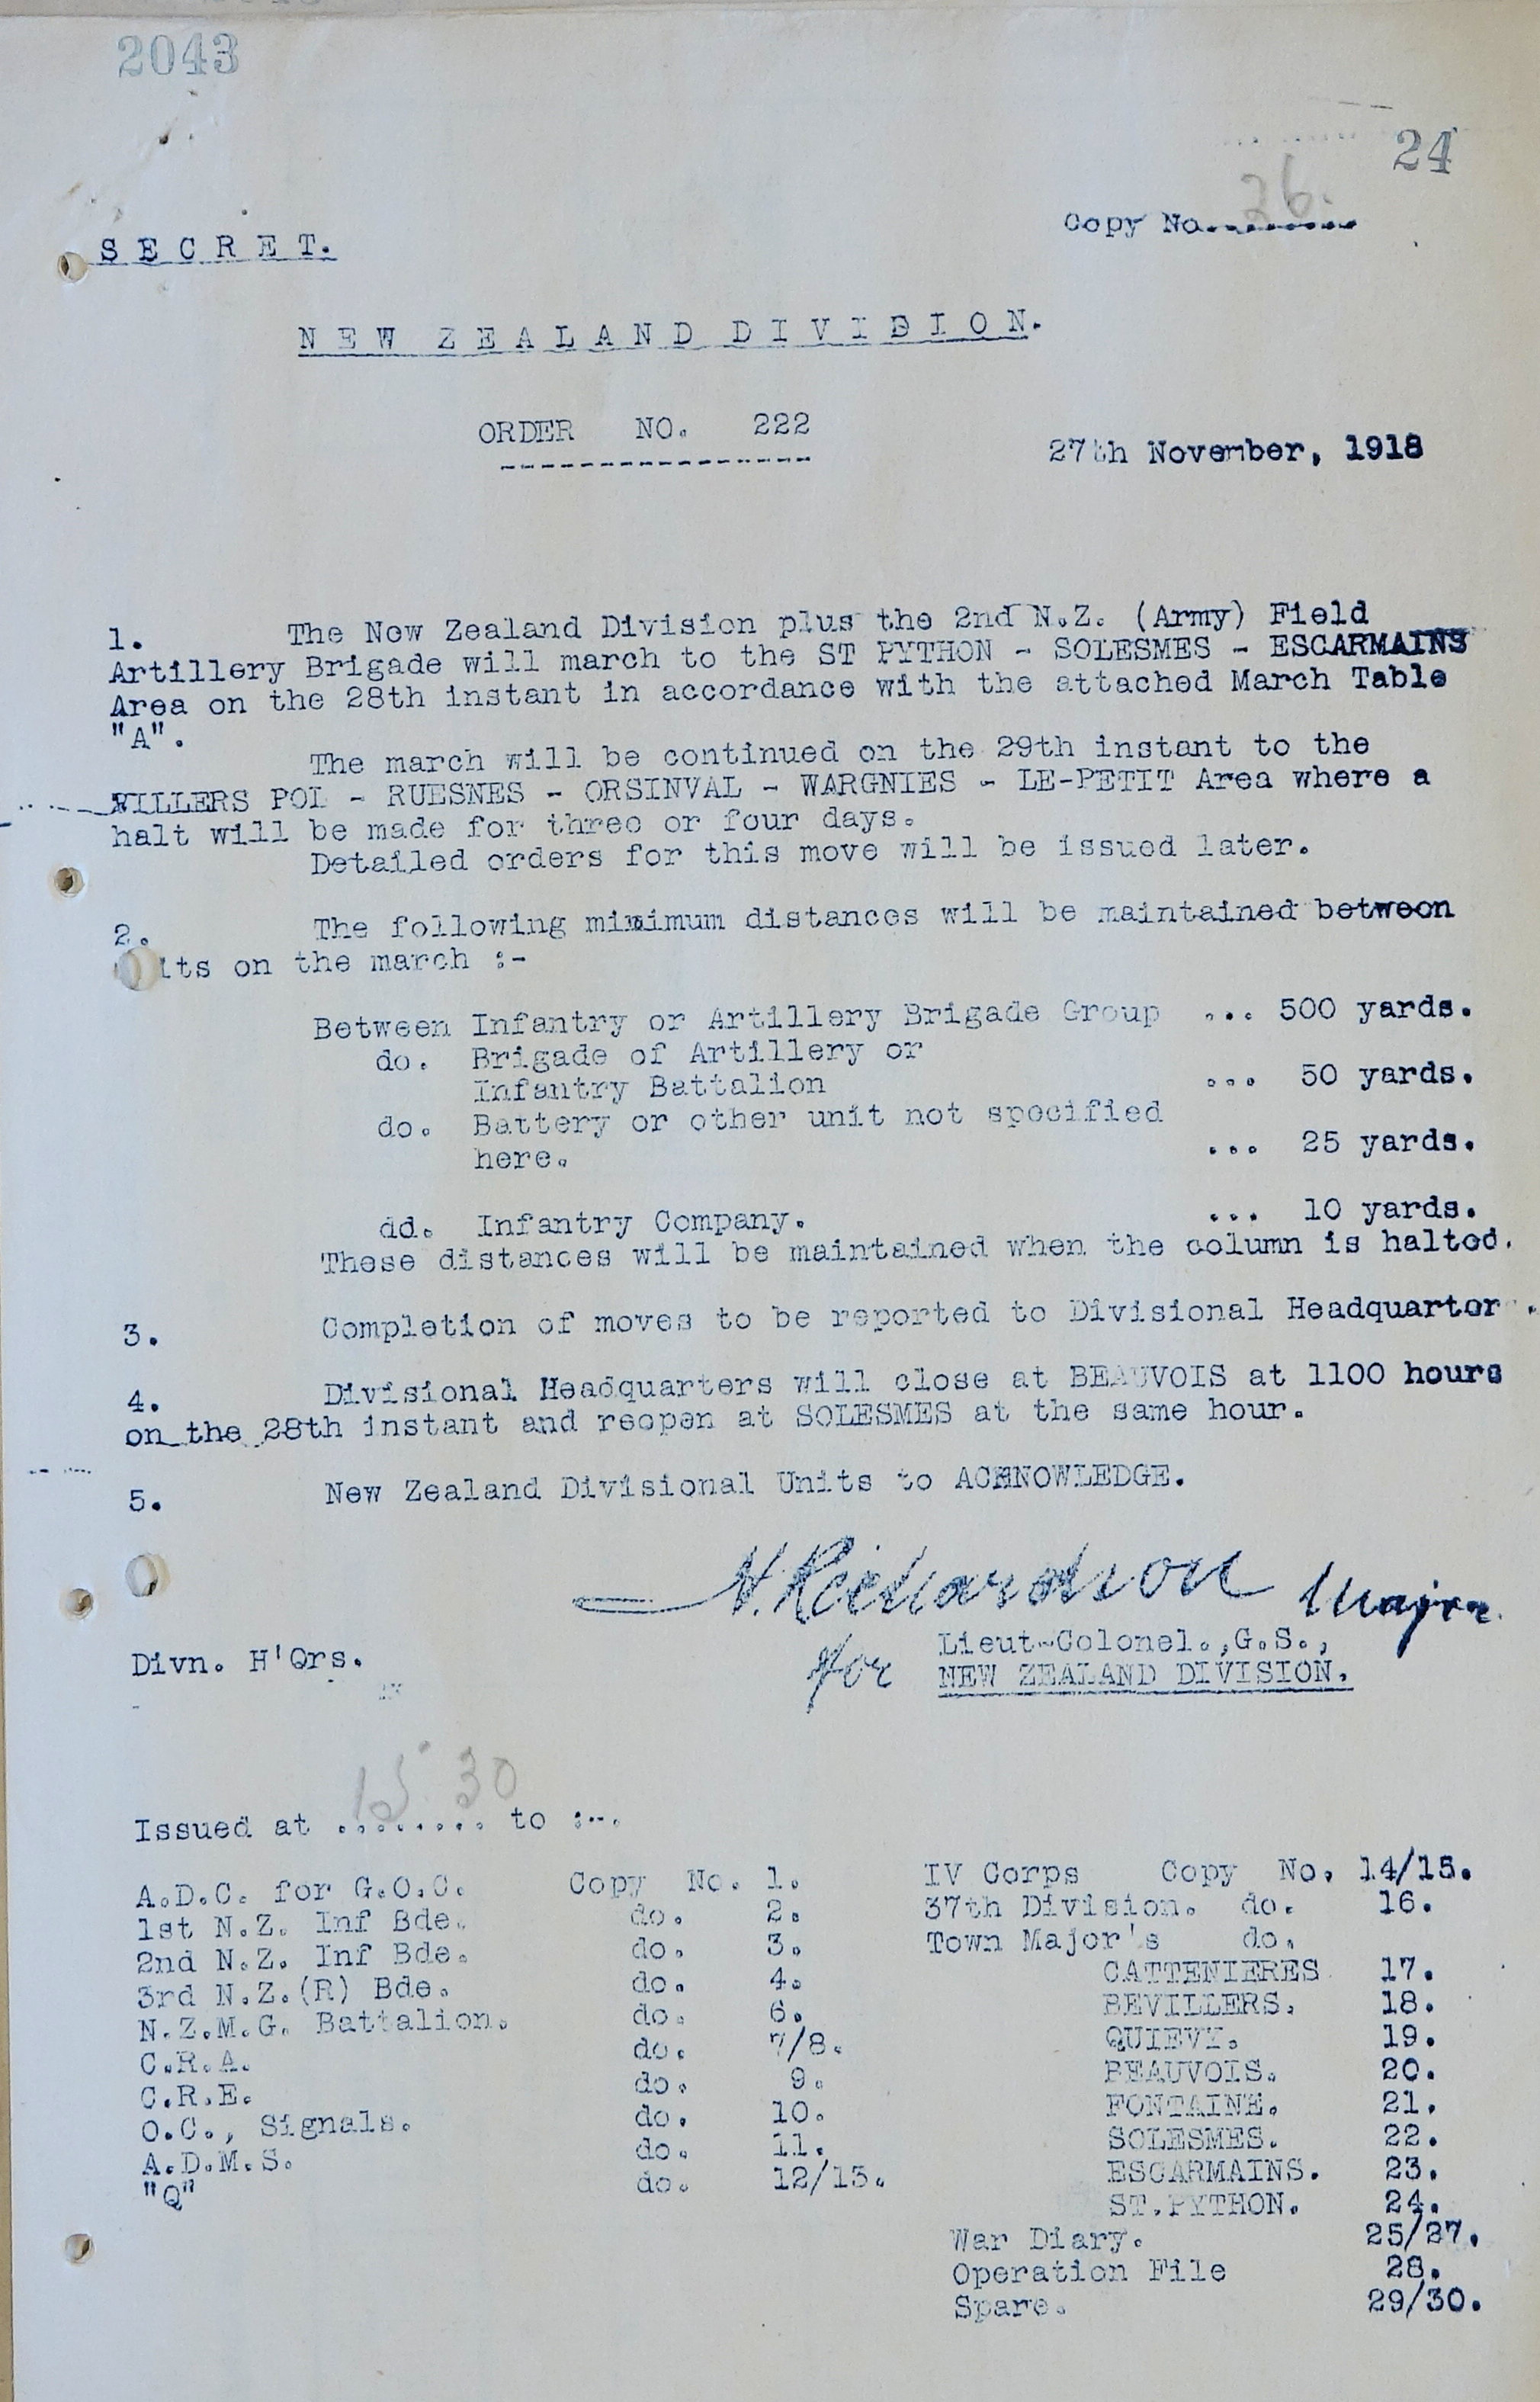 2043
24
Copy No. 26.
S E C R E T.
N E W  Z E A L A N D  D I V I S I O N.
ORDER NO. 222
27th November, 1918
1. The New Zealand Division plus the 2nd N.Z. (Army) Field
Artillery Brigade will march to the ST PYTHON - SOLESMES - ESCARMAINS
Area on the 28th instant in accordance with the attached March Table
"A".
The march will be continued on the 29th instant to the
VILLERS POL - RUESNES - ORSINVAL - WARGNIES - LE-PETIT Area where a
halt will be made for three or four days.
Detailed orders for this move will be issued later.
2. The following minimum distances will be maintained between
its on the march :-
Between Infantry or Artillery Brigade Group ... 500 yards.
do. Brigade of Artillery or
Infantry Battalion ... 50 yards.
do. Battery or other unit not specified
here. ... 25 yards.
dd. Infantry Company. ... 10 yards.
These distances will be maintained when the column is halted.
3. Completion of moves to be reported to Divisional Headquarter .
4. Divisional Headquarters will close at BEAUVOIS at 1100 hours
on the 28th instant and reopen at SOLESMES at the same hour.
5. New Zealand Divisional Units to ACKNOWLEDGE.
N. Richardson Major
for Lieut-Colonel.,G.S.,
NEW ZEALAND DIVISION.
Divn. H'Qrs.
Issued at 15 30 to :-.
A.D.C. for G.O.C. Copy No. 1.
1st N.Z. Inf Bde. do. 2.
2nd N.Z. Inf Bde. do. 3.
3rd N.Z.(R) Bde. do. 4.
N.Z.M.G. Battalion. do. 6.
C.R.A. do. 7/8.
C.R.E. do. 9.
O.C., Signals. do. 10.
A.D.M.S. do. 11.
"Q" do. 12/13.
IV Corps Copy No. 14/15.
37th Division. do. 16.
Town Major's do.
CATTENIERES 17.
BEVILLERS. 18.
QUIEVY. 19.
BEAUVOIS. 20.
FONTAINE. 21.
SOLESMES. 22.
ESCARMAINS. 23.
ST.PYTHON. 24.
War Diary. 25/27.
Operation File 28.
Spare. 29/30.